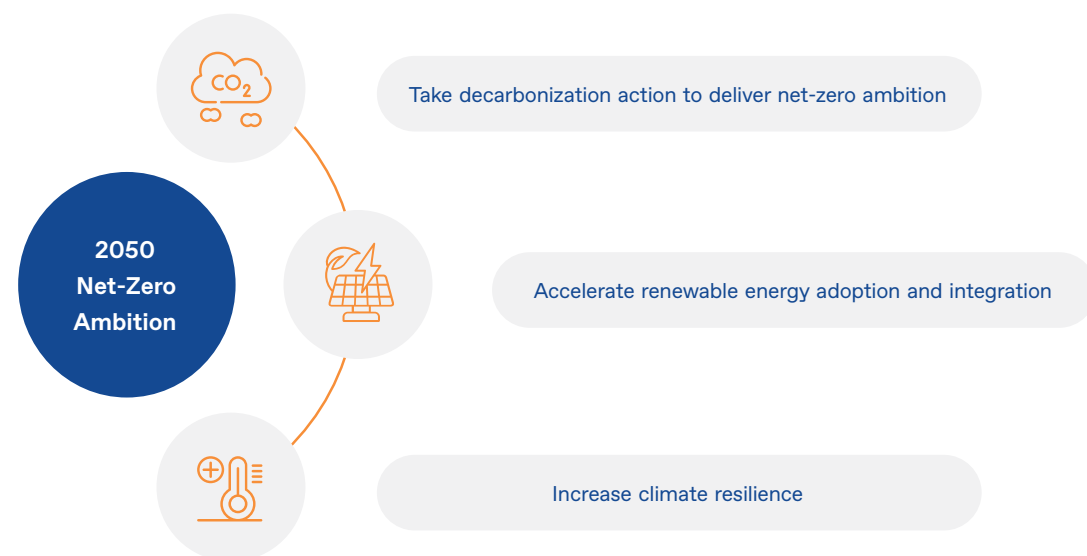 CO₂
Take decarbonization action to deliver net-zero ambition
2050
Net-Zero
Ambition
Accelerate renewable energy adoption and integration
Increase climate resilience